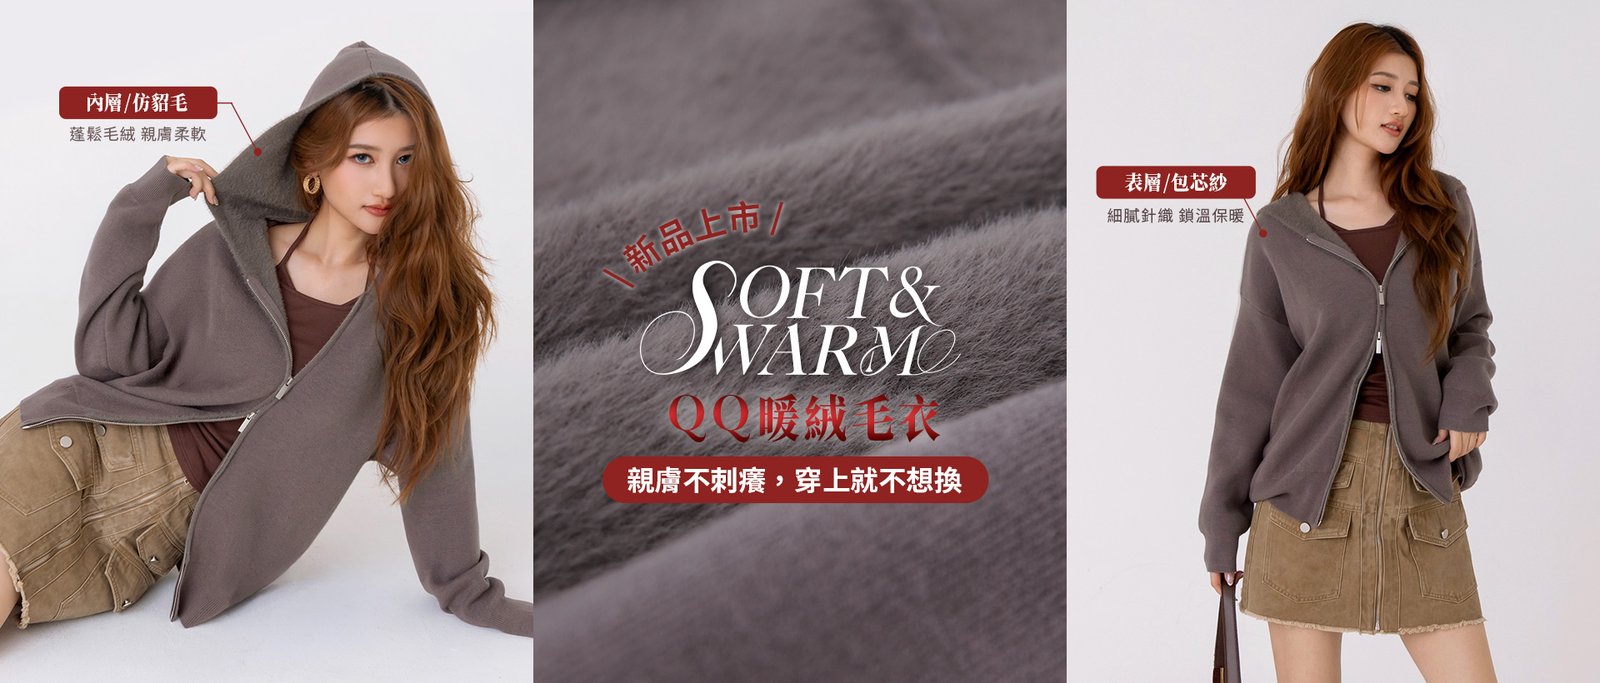 內層/仿貂毛
蓬鬆毛絨 親膚柔軟
\新品上市/
SOFT&
WARM
QQ暖絨毛衣
親膚不刺癢，穿上就不想換
表層/包芯紗
細膩針織 鎖溫保暖